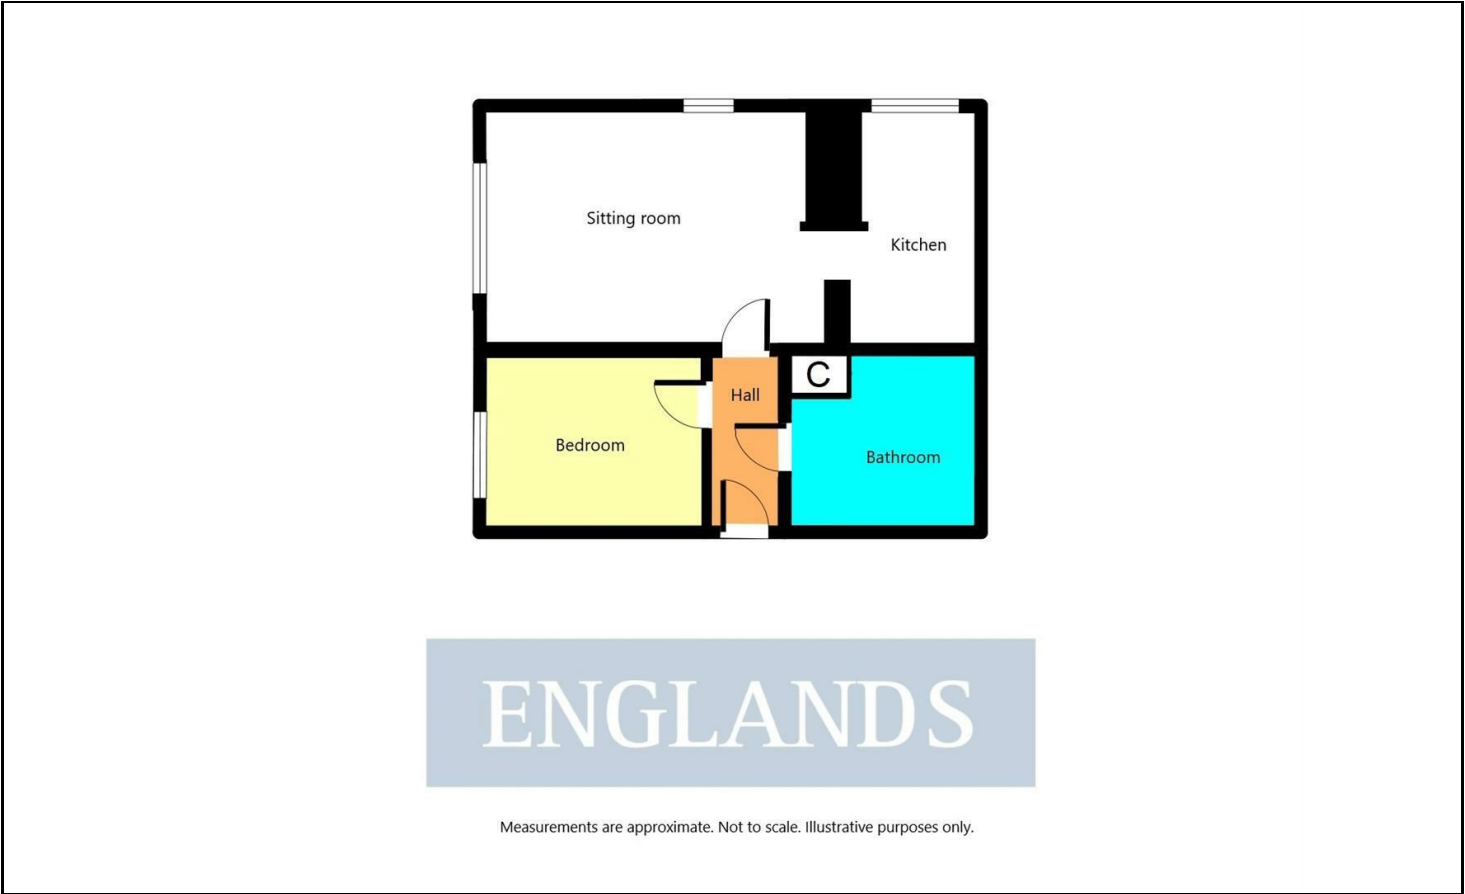 Sitting room
Kitchen
Hall
C
Bedroom
Bathroom
ENGLANDS
Measurements are approximate. Not to scale. Illustrative purposes only.